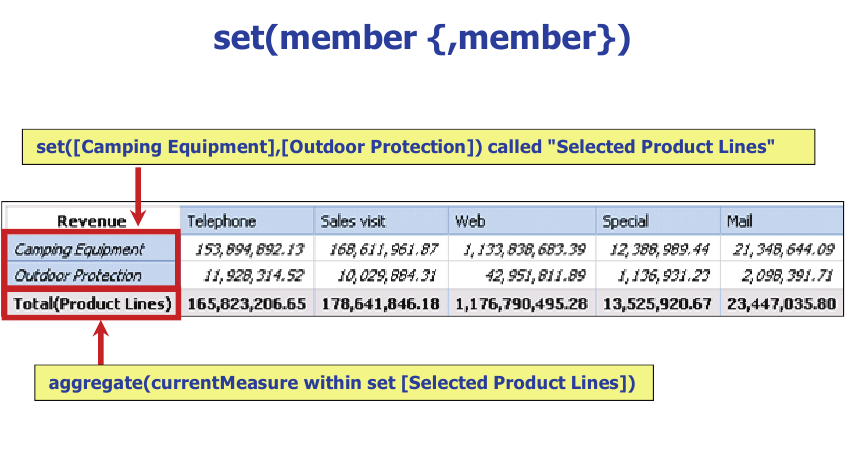 set(member {,member})
set([Camping Equipment],[Outdoor Protection]) called "Selected Product Lines"
Revenue Telephone Sales visit Web Special Mail
Camping Equipment 153,894,892.13 168,611,961.87 1,133,838,683.39 12,388,989.44 21,348,644.09
Outdoor Protection 11,928,314.52 10,029,884.31 42,951,811.89 1,136,931.23 2,098,391.71
Total(Product Lines) 165,823,206.65 178,641,846.18 1,176,790,495.28 13,525,920.67 23,447,035.80
aggregate(currentMeasure within set [Selected Product Lines])